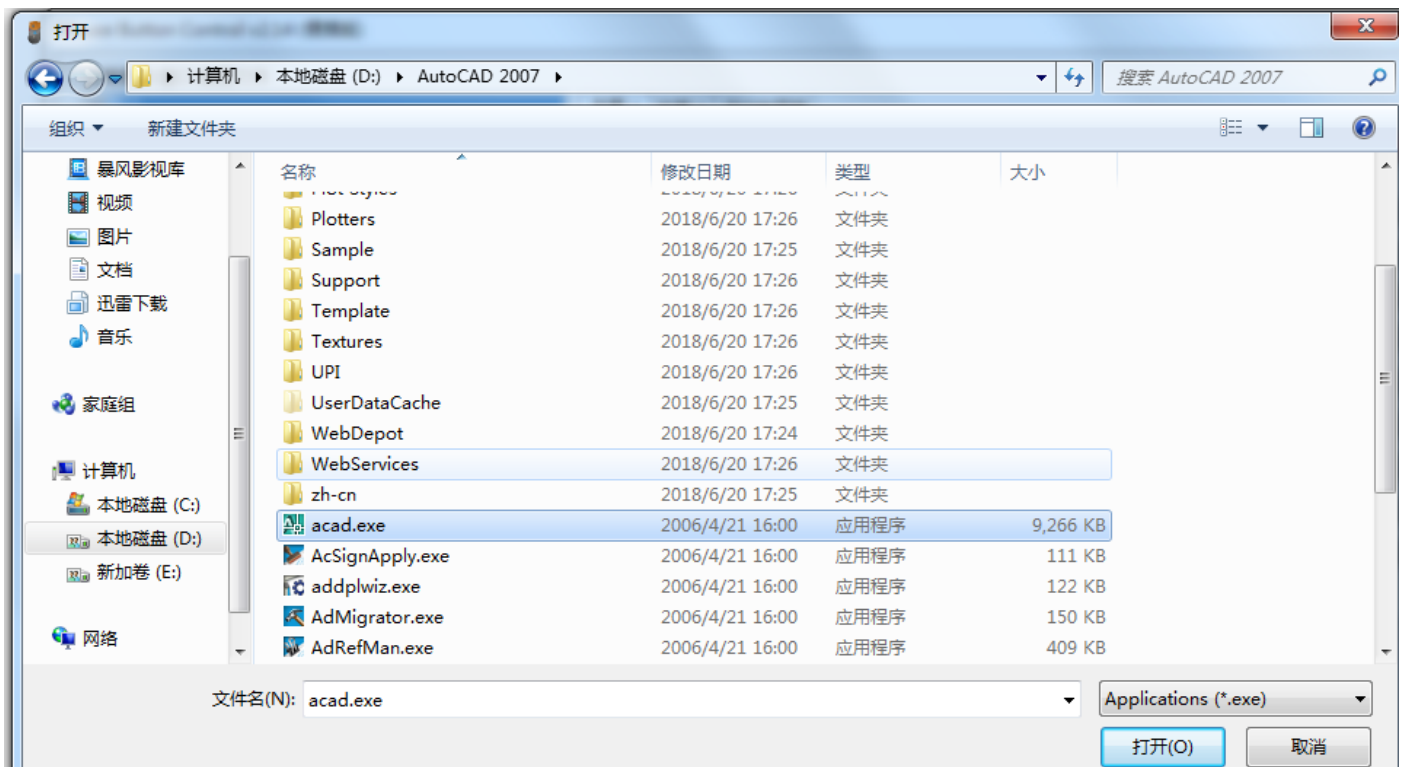 打开
计算机 本地磁盘 (D:) AutoCAD 2007
搜索 AutoCAD 2007
组织 新建文件夹
暴风影视库
视频
图片
文档
迅雷下载
音乐
家庭组
计算机
本地磁盘 (C:)
本地磁盘 (D:)
新加卷 (E:)
网络
名称 修改日期 类型 大小
Plotters 2018/6/20 17:26 文件夹
Sample 2018/6/20 17:25 文件夹
Support 2018/6/20 17:26 文件夹
Template 2018/6/20 17:26 文件夹
Textures 2018/6/20 17:26 文件夹
UPI 2018/6/20 17:26 文件夹
UserDataCache 2018/6/20 17:25 文件夹
WebDepot 2018/6/20 17:24 文件夹
WebServices 2018/6/20 17:26 文件夹
zh-cn 2018/6/20 17:25 文件夹
acad.exe 2006/4/21 16:00 应用程序 9,266 KB
AcSignApply.exe 2006/4/21 16:00 应用程序 111 KB
addplwiz.exe 2006/4/21 16:00 应用程序 122 KB
AdMigrator.exe 2006/4/21 16:00 应用程序 150 KB
AdRefMan.exe 2006/4/21 16:00 应用程序 409 KB
文件名(N): acad.exe Applications (*.exe)
打开(O) 取消